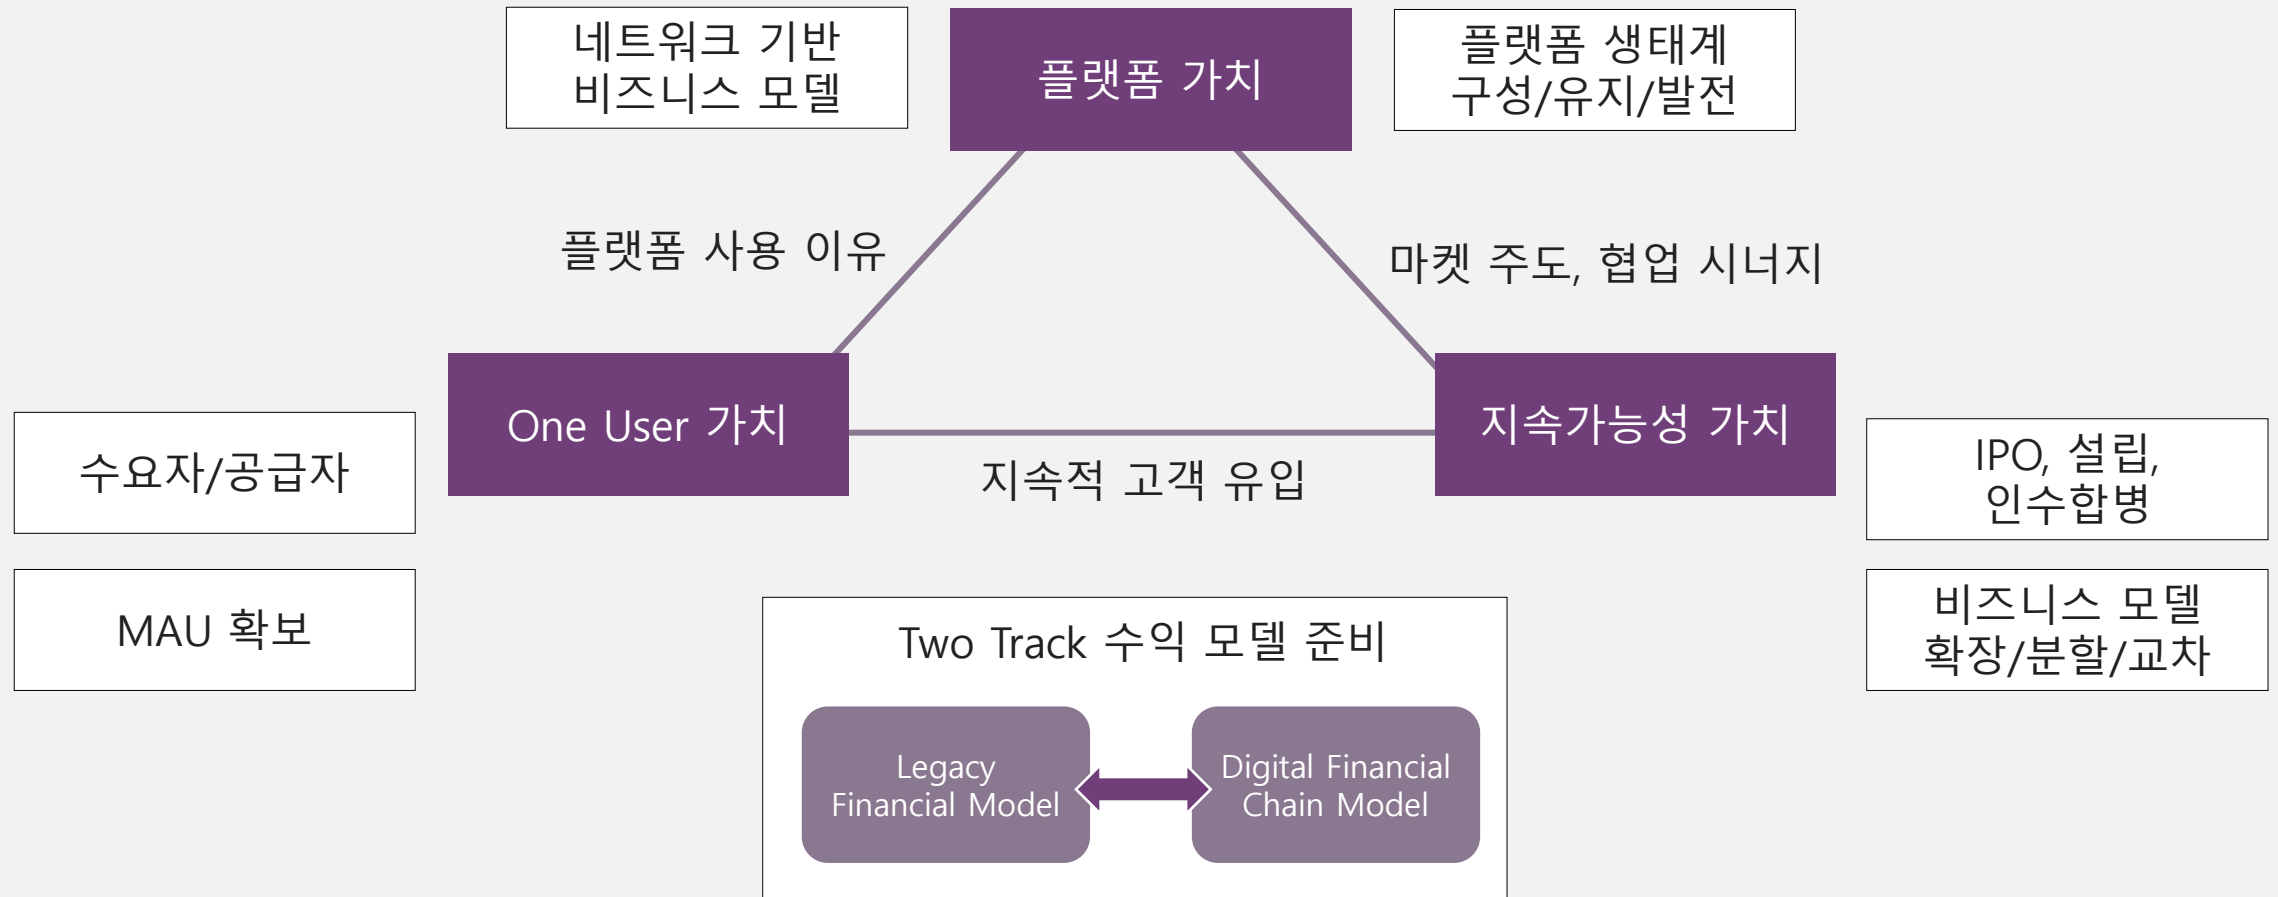 네트워크 기반
비즈니스 모델
플랫폼 가치
플랫폼 생태계
구성/유지/발전
플랫폼 사용 이유
마켓 주도, 협업 시너지
One User 가치
지속가능성 가치
지속적 고객 유입
수요자/공급자
MAU 확보
IPO, 설립,
인수합병
비즈니스 모델
확장/분할/교차
Two Track 수익 모델 준비
Legacy
Financial Model
Digital Financial
Chain Model